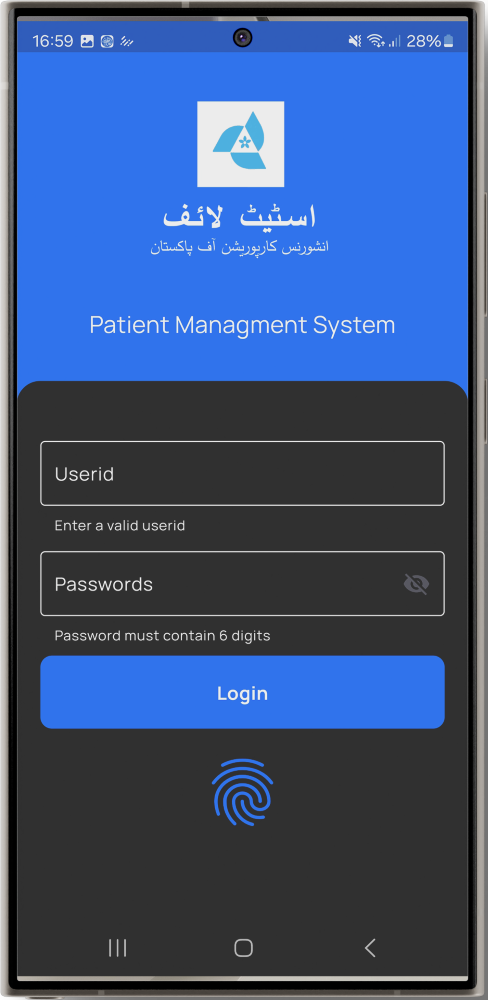 16:59
28%
اسٹیٹ لائف
انشورنس کارپوریشن آف پاکستان
Patient Managment System
Userid
Enter a valid userid
Passwords
Password must contain 6 digits
Login